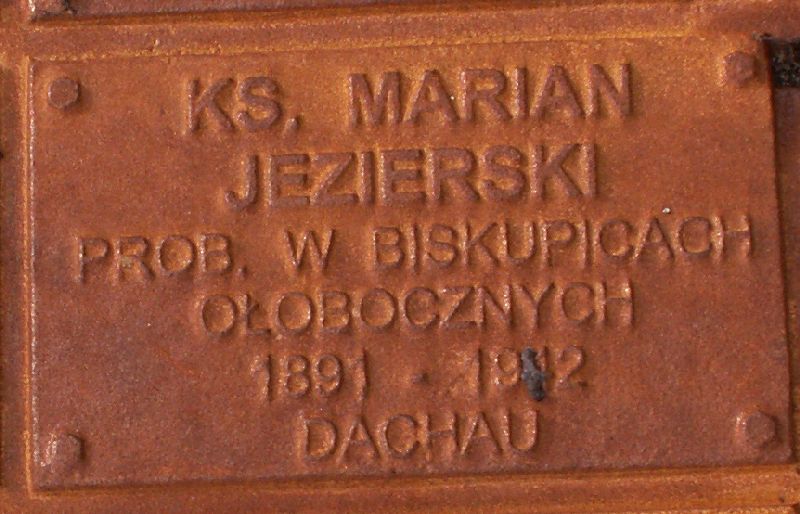 KS. MARIAN
JEZIERSKI
PROB. W BISKUPICACH
OŁOBOCZNYCH
1891 - 1942
DACHAU